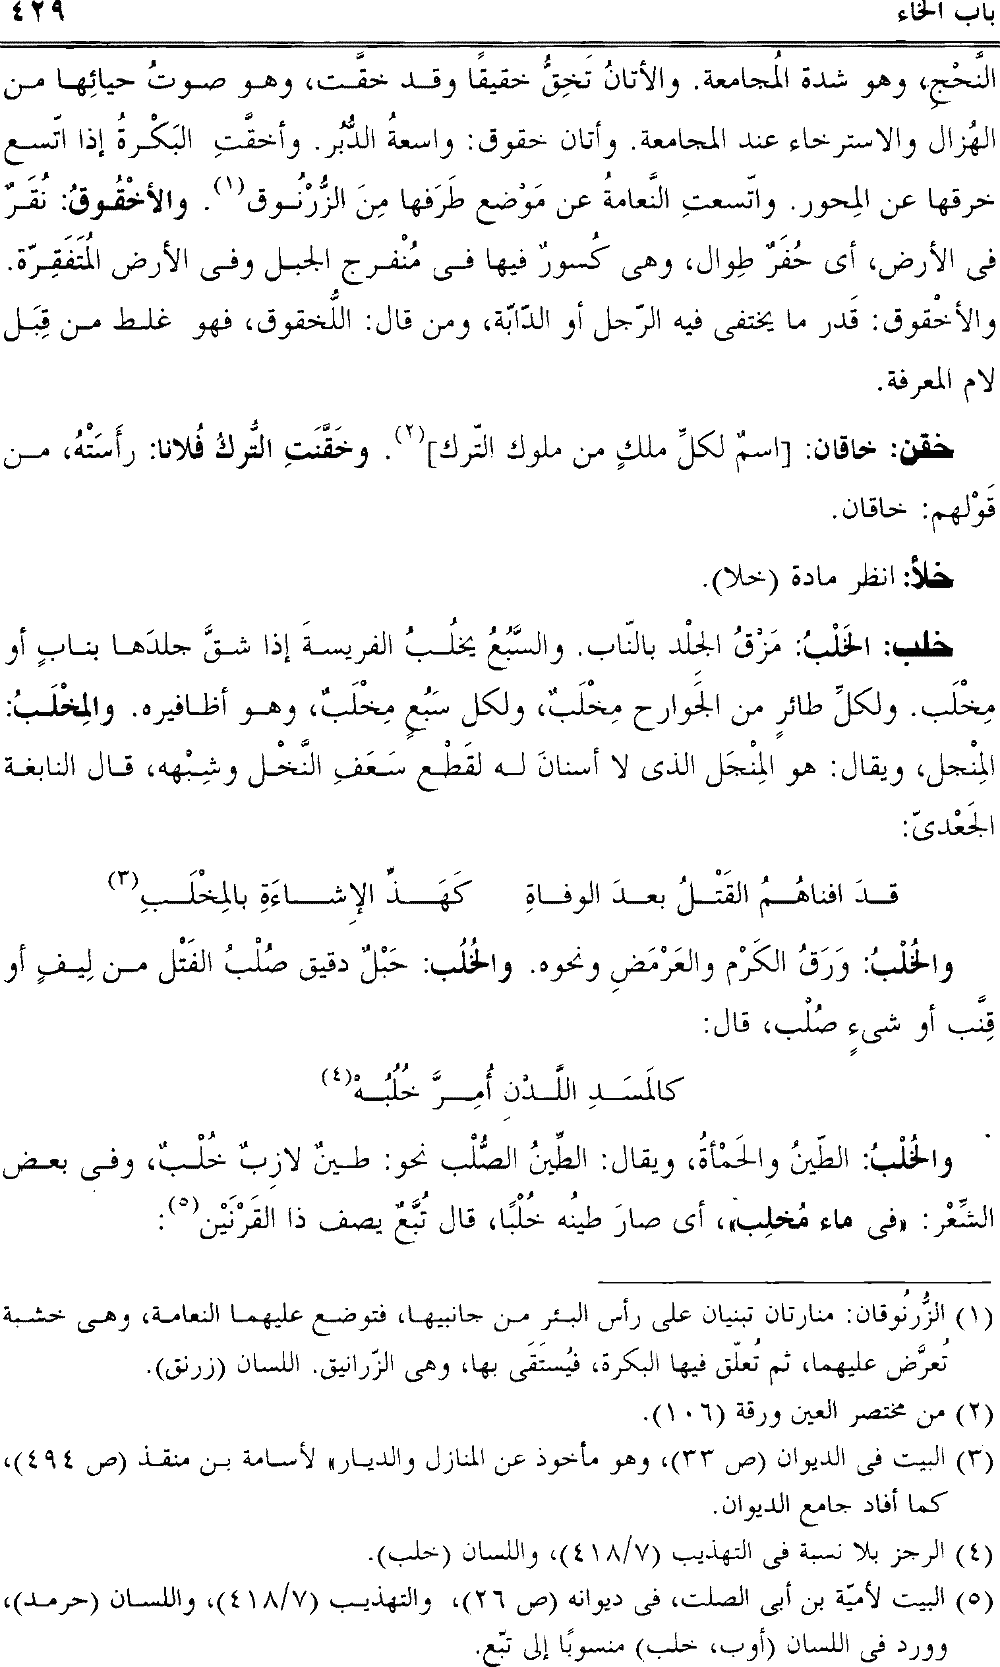 باب الخاء ٤٢٩
النَّخْجِ، وهو شدة المُجامعة. والأتانُ تَخِقُّ خقيقًا وقد خقَّت، وهو صوتُ حيائِها من
الهُزال والاسترخاء عند المجامعة. وأتان خقوق: واسعةُ الدُّبُر. وأخقَّتِ البَكْرةُ إذا اتّسع
خرقها عن المِحور. واتّسعتِ النَّعامةُ عن مَوْضع طَرَفها مِنَ الزُّرْنُوق(١). والأخْقُوقُ: نُقَرٌ
فى الأرض، أى حُفَرٌ طِوال، وهى كُسورٌ فيها فى مُنْفرج الجبل وفى الأرض المُتَفَقِرّة.
والأخْقوق: قَدر ما يختفى فيه الرّجل أو الدّابّة، ومن قال: اللُّخقوق، فهو غلط من قِبَل
لام المعرفة.
خقن: خاقان: [اسمٌ لكلِّ ملكٍ من ملوك التّرك](٢). وخَقَّنَتِ التُّركُ فُلانا: رأَسَتْهُ، من
قَوْلهم: خاقان.
خلأ: انظر مادة (خلا).
خلب: الخَلْبُ: مَزْقُ الجِلْد بالنّاب. والسَّبُعُ يخلُبُ الفريسةَ إذا شقَّ جلدَها بنابٍ أو
مِخْلَب. ولكلِّ طائرٍ من الجَوارح مِخْلَبٌ، ولكل سَبُعٍ مِخْلَبٌ، وهو أظافيره. والمِخْلَبُ:
المِنْجل، ويقال: هو المِنْجَل الذى لا أسنانَ له لقَطْع سَعَفِ النَّخْل وشِبْهه، قال النابغة
الجَعْدىّ:
قدَ افناهُمُ القَتْلُ بعدَ الوفاةِ كَهَذِّ الإشاءَةِ بالمِخْلَبِ(٣)
والخُلْبُ: وَرَقُ الكَرْم والعَرْمَضِ ونحوه. والخُلُب: حَبْلٌ دقيق صُلْبُ الفَتْل من لِيفٍ أو
قِنَّب أو شىءٍ صُلْب، قال:
كالمَسَدِ اللَّدْنِ أُمِرَّ خُلُبُهْ(٤)
والخُلْبُ: الطّينُ والحَمْأةُ، ويقال: الطِّينُ الصُّلْب نحو: طينٌ لازِبٌ خُلْبٌ، وفى بعض
الشِّعْر: «فى ماء مُخلِب»، أى صارَ طينُه خُلْبًا، قال تُبَّعٌ يصف ذا القَرْنَيْن(٥):
(١) الزُّرنُوقان: منارتان تبنيان على رأس البئر من جانبيها، فتوضع عليهما النعامة، وهى خشبة
تُعرَّض عليهما، ثم تُعلّق فيها البكرة، فيُستَقَى بها، وهى الزّرانيق. اللسان (زرنق).
(٢) من مختصر العين ورقة (١٠٦).
(٣) البيت فى الديوان (ص ٣٣)، وهو مأخوذ عن المنازل والديار» لأسامة بن منقذ (ص ٤٩٤)،
كما أفاد جامع الديوان.
(٤) الرجز بلا نسبة فى التهذيب (٤١٨/٧)، واللسان (خلب).
(٥) البيت لأميّة بن أبى الصلت، فى ديوانه (ص ٢٦)، والتهذيب (٤١٨/٧)، واللسان (حرمد)،
وورد فى اللسان (أوب، خلب) منسوبًا إلى تبّع.